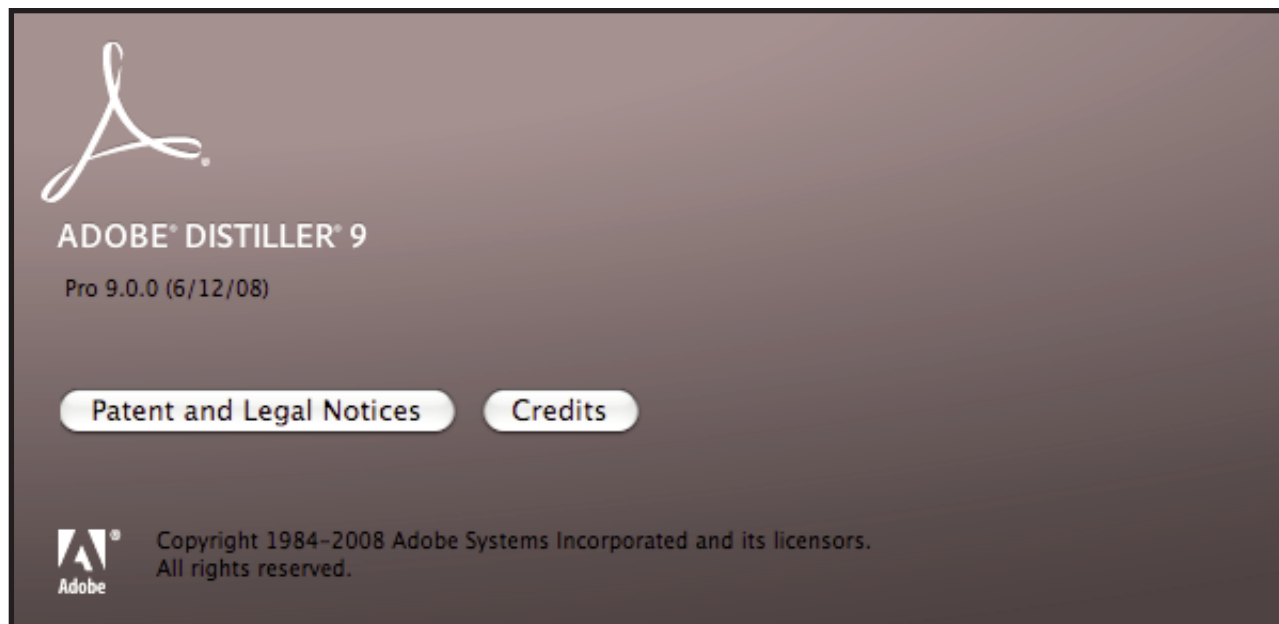 ADOBE® DISTILLER® 9
Pro 9.0.0 (6/12/08)
Patent and Legal Notices
Credits
Copyright 1984–2008 Adobe Systems Incorporated and its licensors.
All rights reserved.
Adobe